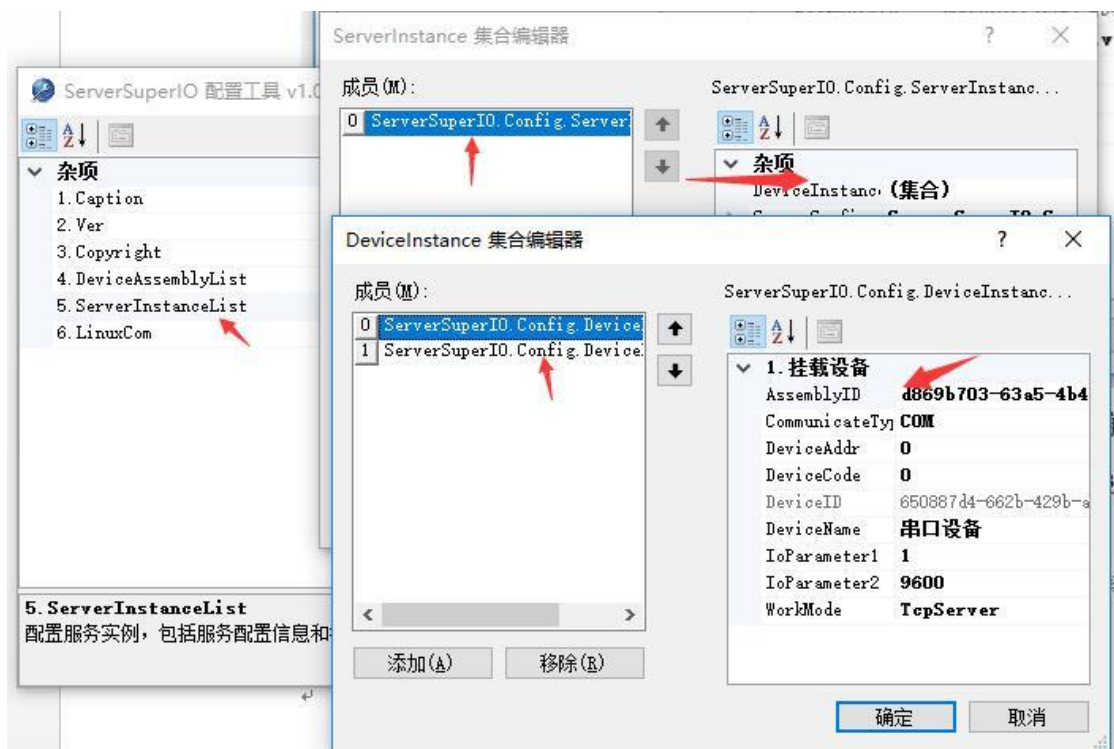 ServerInstance 集合编辑器
? ×
成员(M):
ServerSuperIO.Config.ServerInstanc...
0 ServerSuperIO.Config.Server
杂项
DeviceInstanc (集合)
ServerSuperIO 配置工具 v1.0
杂项
1.Caption
2.Ver
3.Copyright
4.DeviceAssemblyList
5.ServerInstanceList
6.LinuxCom
5.ServerInstanceList
配置服务实例，包括服务配置信息和
DeviceInstance 集合编辑器
? ×
成员(M):
ServerSuperIO.Config.DeviceInstanc...
0 ServerSuperIO.Config.Device
1 ServerSuperIO.Config.Device
添加(A)
移除(R)
1.挂载设备
AssemblyID d869b703-63a5-4b4
CommunicateTy COM
DeviceAddr 0
DeviceCode 0
DeviceID 650887d4-662b-429b-a
DeviceName 串口设备
IoParameter1 1
IoParameter2 9600
WorkMode TcpServer
确定
取消